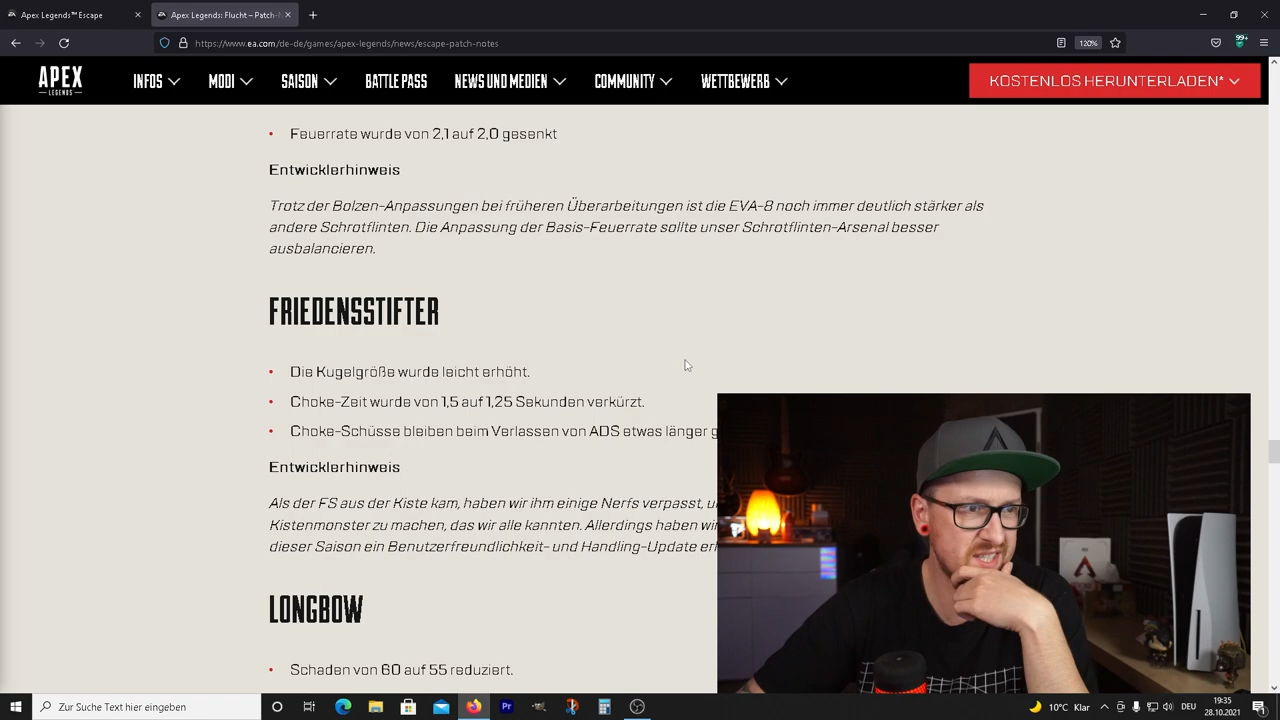 Apex Legends™ Escape
Apex Legends: Flucht – Patch-N
https://www.ea.com/de-de/games/apex-legends/news/escape-patch-notes
120%
99+
APEX
LEGENDS
INFOS
MODI
SAISON
BATTLE PASS
NEWS UND MEDIEN
COMMUNITY
WETTBEWERB
KOSTENLOS HERUNTERLADEN*
• Feuerrate wurde von 2,1 auf 2,0 gesenkt
Entwicklerhinweis
Trotz der Bolzen-Anpassungen bei früheren Überarbeitungen ist die EVA-8 noch immer deutlich stärker als
andere Schrotflinten. Die Anpassung der Basis-Feuerrate sollte unser Schrotflinten-Arsenal besser
ausbalancieren.
FRIEDENSSTIFTER
• Die Kugelgröße wurde leicht erhöht.
• Choke-Zeit wurde von 1,5 auf 1,25 Sekunden verkürzt.
• Choke-Schüsse bleiben beim Verlassen von ADS etwas länger g
Entwicklerhinweis
Als der FS aus der Kiste kam, haben wir ihm einige Nerfs verpasst, u
Kistenmonster zu machen, das wir alle kannten. Allerdings haben wir
dieser Saison ein Benutzerfreundlichkeit- und Handling-Update erh
LONGBOW
• Schaden von 60 auf 55 reduziert.
Zur Suche Text hier eingeben
10°C Klar
DEU
19:35
28.10.2021